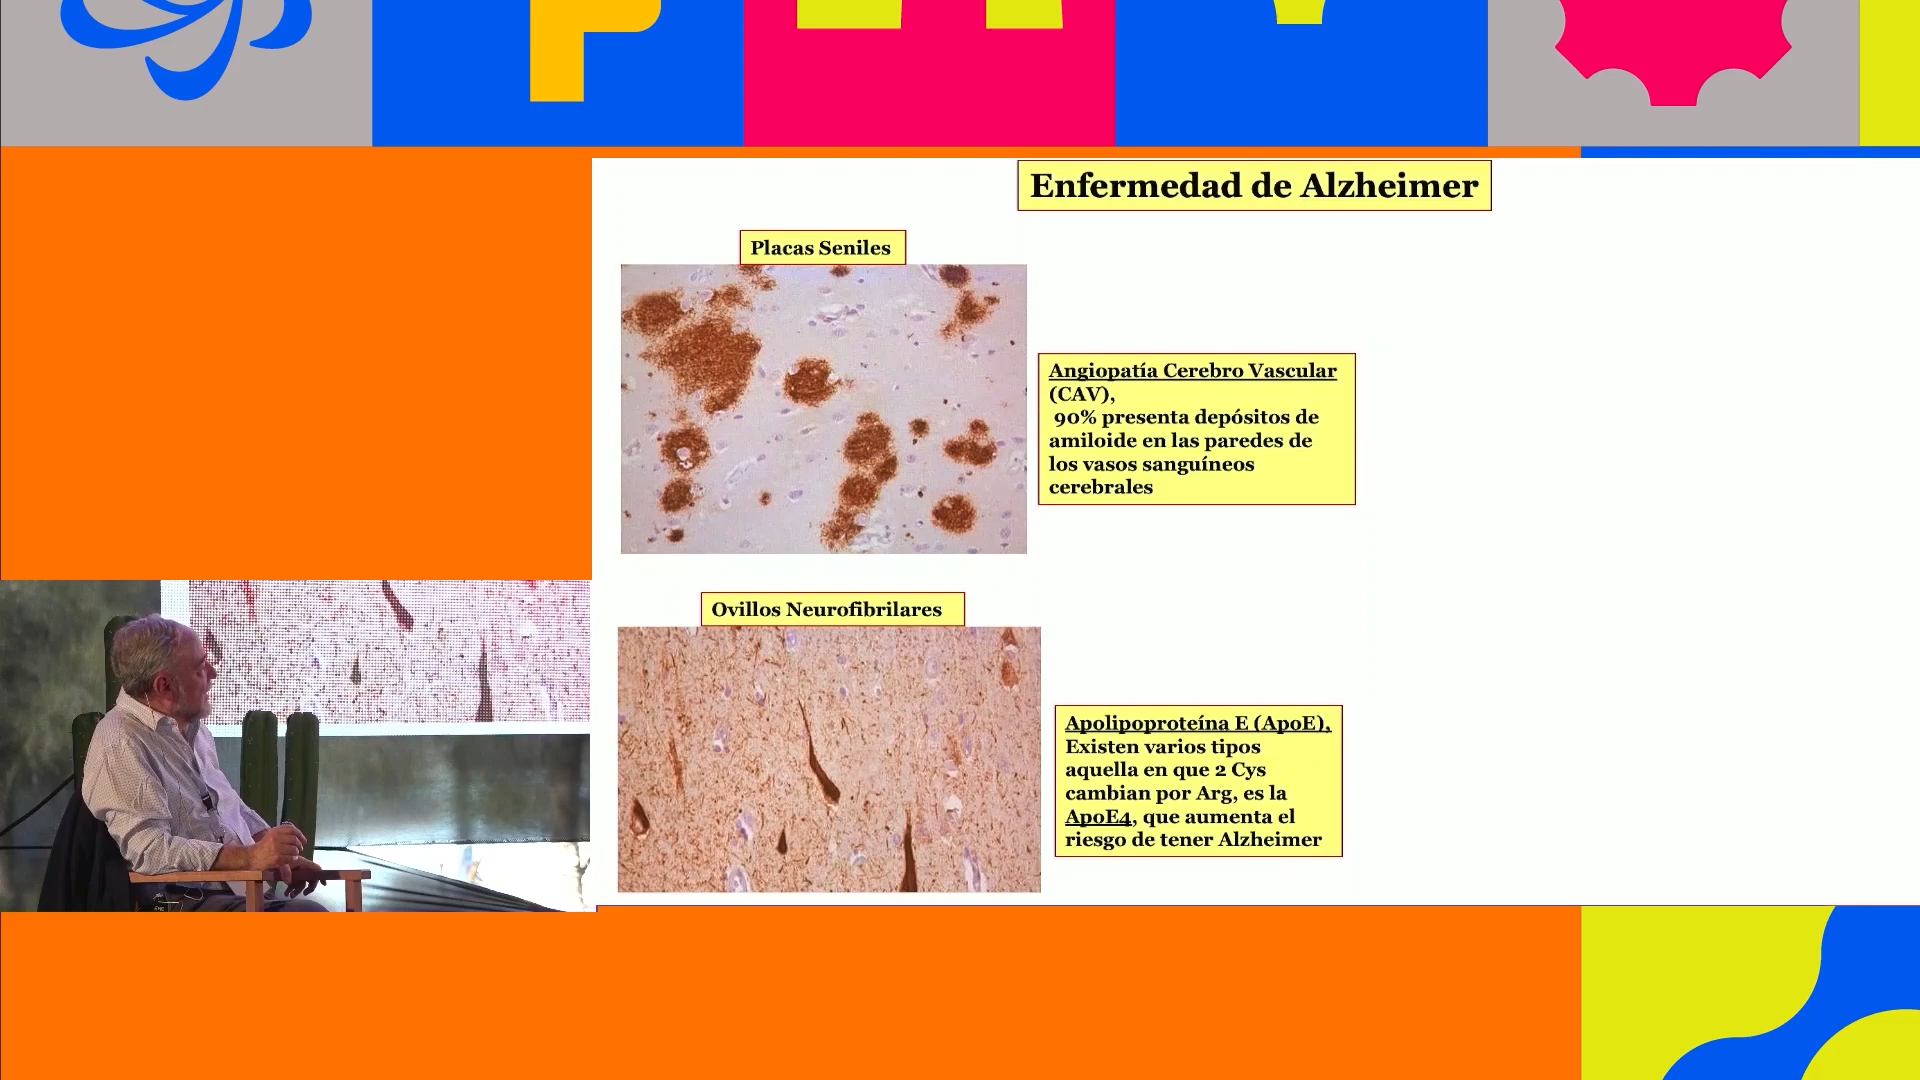 Enfermedad de Alzheimer
Placas Seniles
Angiopatía Cerebro Vascular
(CAV),
90% presenta depósitos de
amiloide en las paredes de
los vasos sanguíneos
cerebrales
Ovillos Neurofibrilares
Apolipoproteína E (ApoE),
Existen varios tipos
aquella en que 2 Cys
cambian por Arg, es la
ApoE4, que aumenta el
riesgo de tener Alzheimer